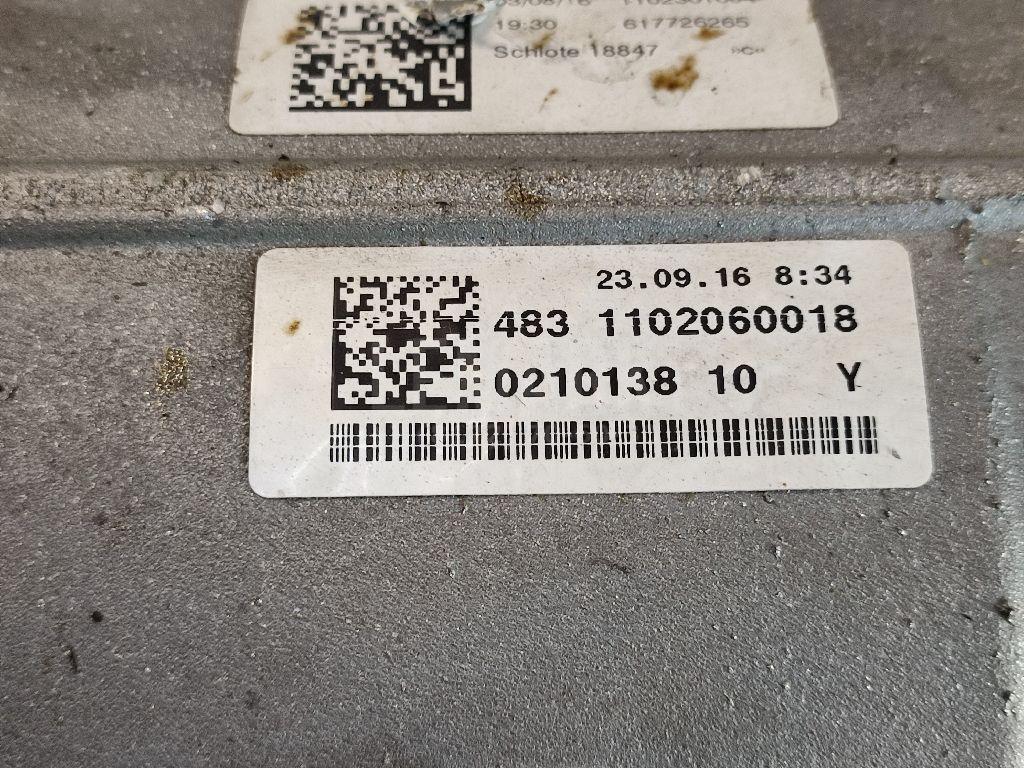 19:30 617726265
Schlote 18847 »C«
23.09.16 8:34
483 1102060018
0210138 10 Y